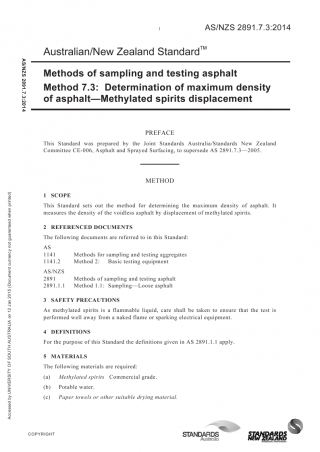 1
AS/NZS 2891.7.3:2014
Australian/New Zealand Standard™
Methods of sampling and testing asphalt
Method 7.3: Determination of maximum density
of asphalt—Methylated spirits displacement
AS/NZS 2891.7.3:2014
PREFACE
This Standard was prepared by the Joint Standards Australia/Standards New Zealand
Committee CE-006, Asphalt and Sprayed Surfacing, to supersede AS 2891.7.3—2005.
METHOD
1 SCOPE
This Standard sets out the method for determining the maximum density of asphalt. It
measures the density of the voidless asphalt by displacement of methylated spirits.
2 REFERENCED DOCUMENTS
The following documents are referred to in this Standard:
AS
1141 Methods for sampling and testing aggregates
1141.2 Method 2: Basic testing equipment
AS/NZS
2891 Methods of sampling and testing asphalt
2891.1.1 Method 1.1: Sampling—Loose asphalt
3 SAFETY PRECAUTIONS
As methylated spirits is a flammable liquid, care shall be taken to ensure that the test is
performed well away from a naked flame or sparking electrical equipment.
4 DEFINITIONS
For the purpose of this Standard the definitions given in AS 2891.1.1 apply.
5 MATERIALS
The following materials are required:
(a) Methylated spirits Commercial grade.
(b) Potable water.
(c) Paper towels or other suitable drying material.
Accessed by UNIVERSITY OF SOUTH AUSTRALIA on 12 Jan 2015 (Document currency not guaranteed when printed)
COPYRIGHT
STANDARDS
Australia
STANDARDS
NEW ZEALAND